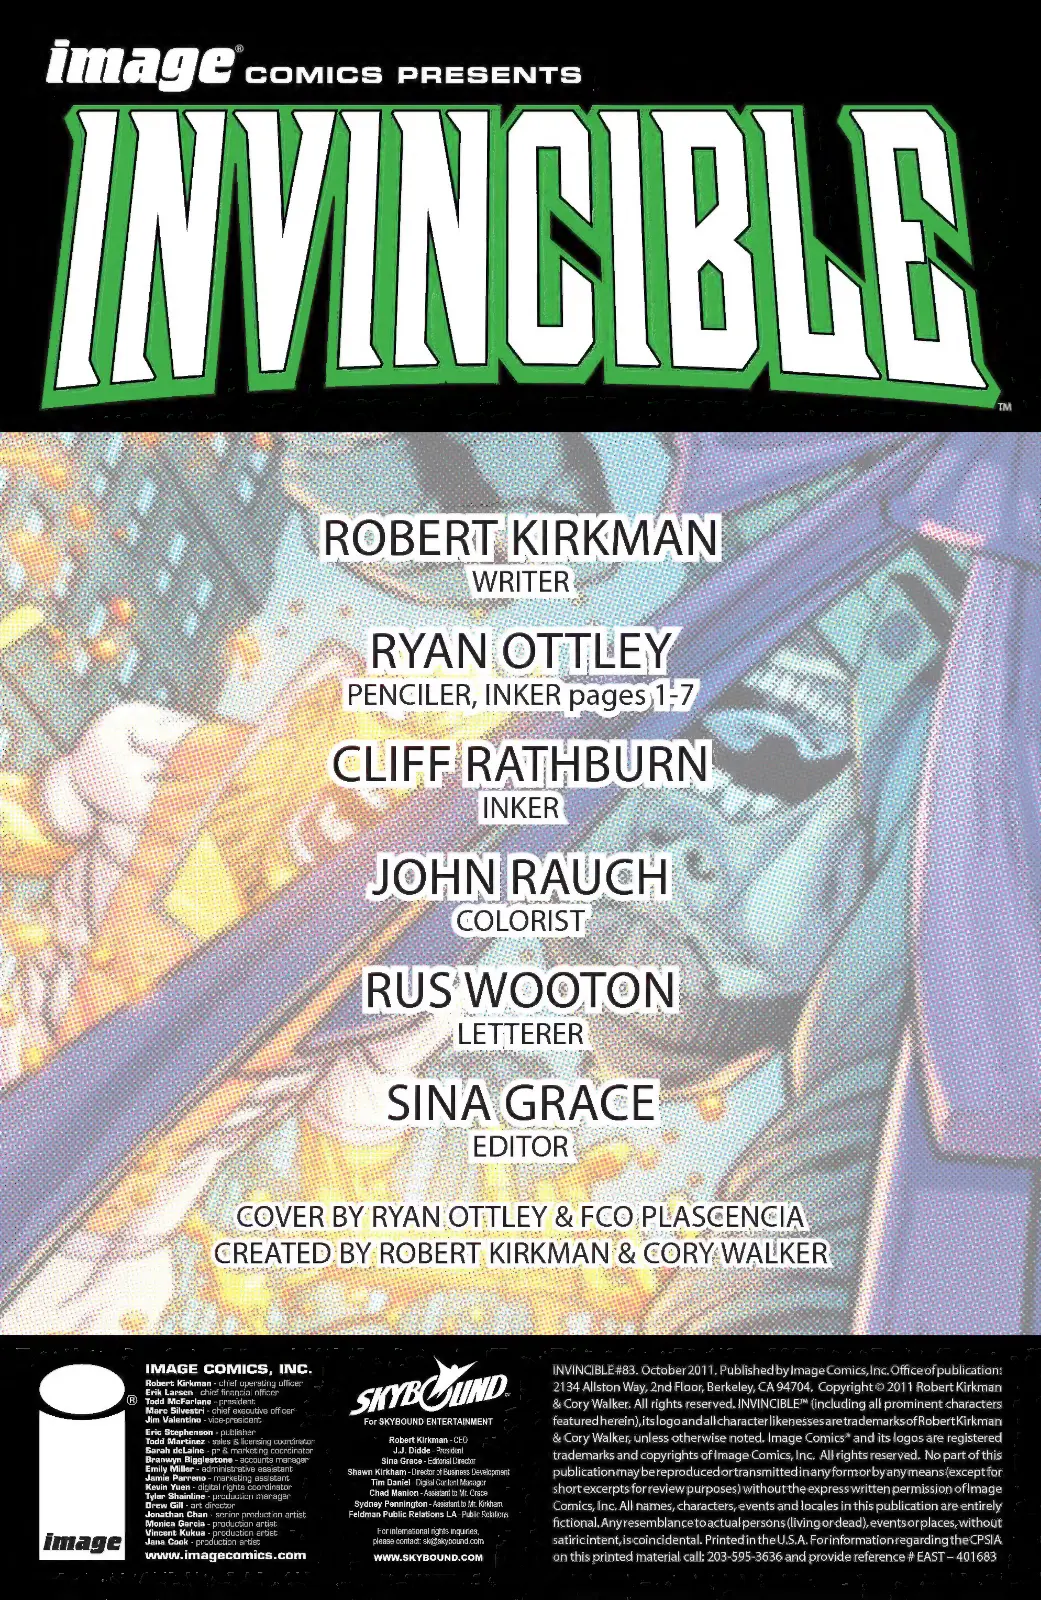 image® COMICS PRESENTS
INVINCIBLE™
ROBERT KIRKMAN
WRITER
RYAN OTTLEY
PENCILER, INKER pages 1-7
CLIFF RATHBURN
INKER
JOHN RAUCH
COLORIST
RUS WOOTON
LETTERER
SINA GRACE
EDITOR
COVER BY RYAN OTTLEY & FCO PLASCENCIA
CREATED BY ROBERT KIRKMAN & CORY WALKER
®
image
IMAGE COMICS, INC.
Robert Kirkman - chief operating officer
Erik Larsen - chief financial officer
Todd McFarlane - president
Marc Silvestri - chief executive officer
Jim Valentino - vice-president
Eric Stephenson - publisher
Todd Martinez - sales & licensing coordinator
Sarah deLaine - pr & marketing coordinator
Branwyn Bigglestone - accounts manager
Emily Miller - administrative assistant
Jamie Parreno - marketing assistant
Kevin Yuen - digital rights coordinator
Tyler Shainline - production manager
Drew Gill - art director
Jonathan Chan - senior production artist
Monica Garcia - production artist
Vincent Kukua - production artist
Jana Cook - production artist
www.imagecomics.com
SKYBOUND
For SKYBOUND ENTERTAINMENT
Robert Kirkman - CEO
J.J. Didde - President
Sina Grace - Editorial Director
Shawn Kirkham - Director of Business Development
Tim Daniel - Digital Content Manager
Chad Manion - Assistant to Mr. Grace
Sydney Pennington - Assistant to Mr. Kirkham
Feldman Public Relations LA - Public Relations
For international rights inquiries,
please contact: sk@skybound.com
WWW.SKYBOUND.COM
INVINCIBLE #83. October 2011. Published by Image Comics, Inc. Office of publication:
2134 Allston Way, 2nd Floor, Berkeley, CA 94704. Copyright © 2011 Robert Kirkman
& Cory Walker. All rights reserved. INVINCIBLE™ (including all prominent characters
featured herein), its logo and all character likenesses are trademarks of Robert Kirkman
& Cory Walker, unless otherwise noted. Image Comics® and its logos are registered
trademarks and copyrights of Image Comics, Inc. All rights reserved. No part of this
publication may be reproduced or transmitted in any form or by any means (except for
short excerpts for review purposes) without the express written permission of Image
Comics, Inc. All names, characters, events and locales in this publication are entirely
fictional. Any resemblance to actual persons (living or dead), events or places, without
satiric intent, is coincidental. Printed in the U.S.A. For information regarding the CPSIA
on this printed material call: 203-595-3636 and provide reference # EAST – 401683